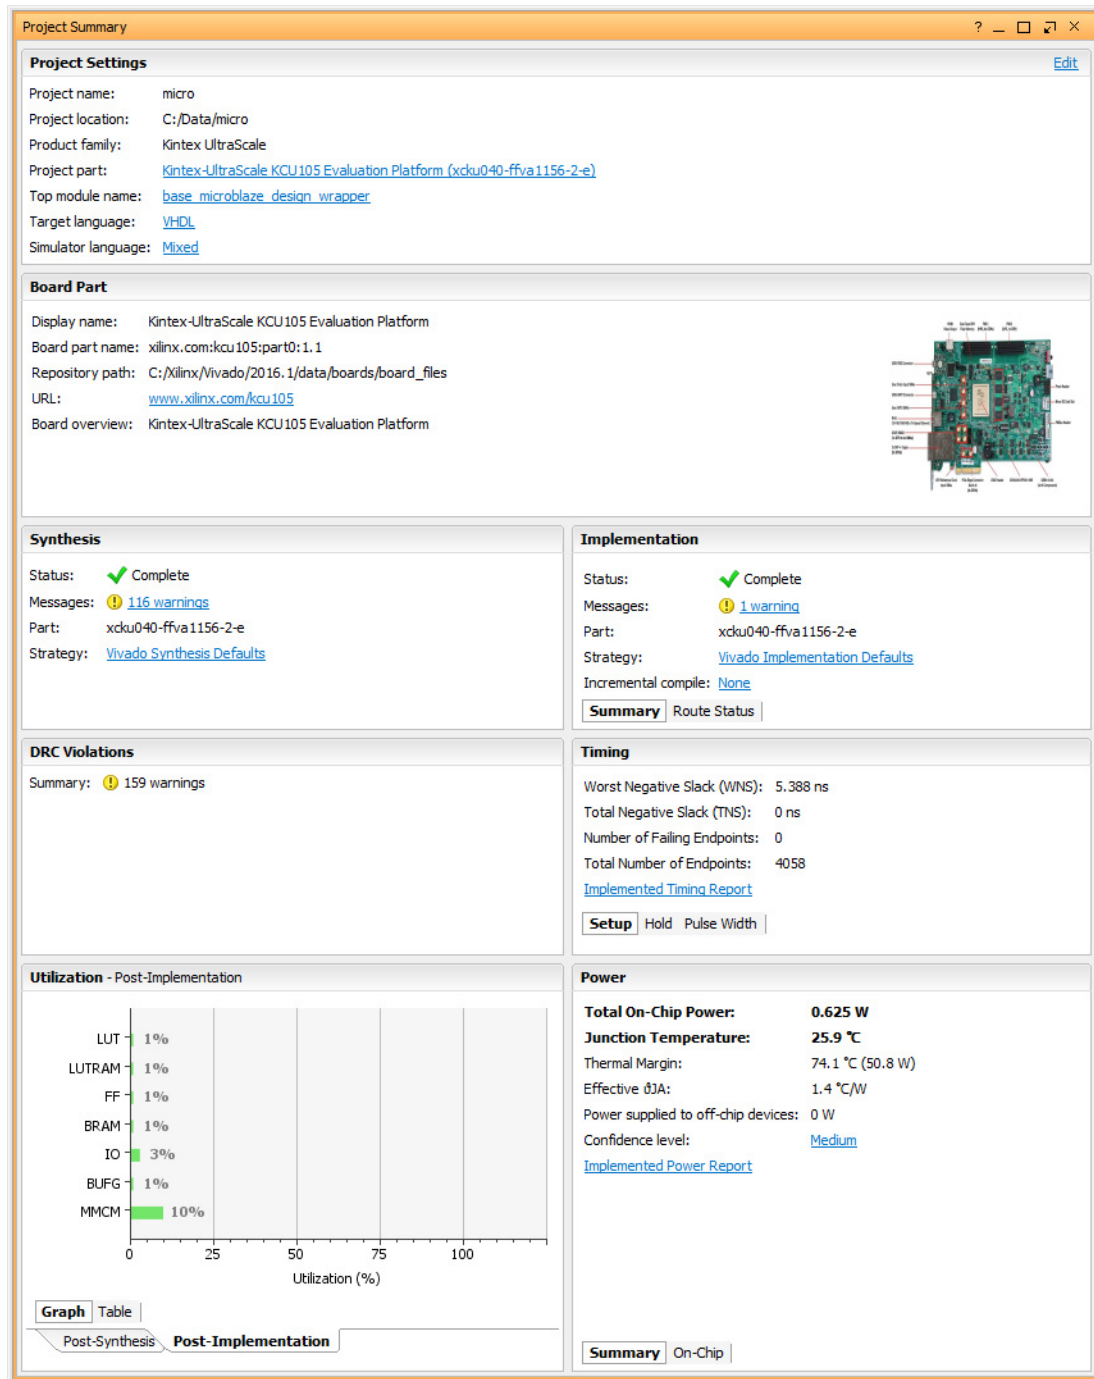 Project Summary
Project Settings
Edit
Project name: micro
Project location: C:/Data/micro
Product family: Kintex UltraScale
Project part: Kintex-UltraScale KCU105 Evaluation Platform (xcku040-ffva1156-2-e)
Top module name: base_microblaze_design_wrapper
Target language: VHDL
Simulator language: Mixed
Board Part
Display name: Kintex-UltraScale KCU105 Evaluation Platform
Board part name: xilinx.com:kcu105:part0:1.1
Repository path: C:/Xilinx/Vivado/2016.1/data/boards/board_files
URL: www.xilinx.com/kcu105
Board overview: Kintex-UltraScale KCU105 Evaluation Platform
Synthesis
Status: Complete
Messages: 116 warnings
Part: xcku040-ffva1156-2-e
Strategy: Vivado Synthesis Defaults
Implementation
Status: Complete
Messages: 1 warning
Part: xcku040-ffva1156-2-e
Strategy: Vivado Implementation Defaults
Incremental compile: None
Summary Route Status
DRC Violations
Summary: 159 warnings
Timing
Worst Negative Slack (WNS): 5.388 ns
Total Negative Slack (TNS): 0 ns
Number of Failing Endpoints: 0
Total Number of Endpoints: 4058
Implemented Timing Report
Setup Hold Pulse Width
Utilization - Post-Implementation
LUT 1%
LUTRAM 1%
FF 1%
BRAM 1%
IO 3%
BUFG 1%
MMCM 10%
0 25 50 75 100
Utilization (%)
Graph Table
Post-Synthesis Post-Implementation
Power
Total On-Chip Power: 0.625 W
Junction Temperature: 25.9 °C
Thermal Margin: 74.1 °C (50.8 W)
Effective ϑJA: 1.4 °C/W
Power supplied to off-chip devices: 0 W
Confidence level: Medium
Implemented Power Report
Summary On-Chip